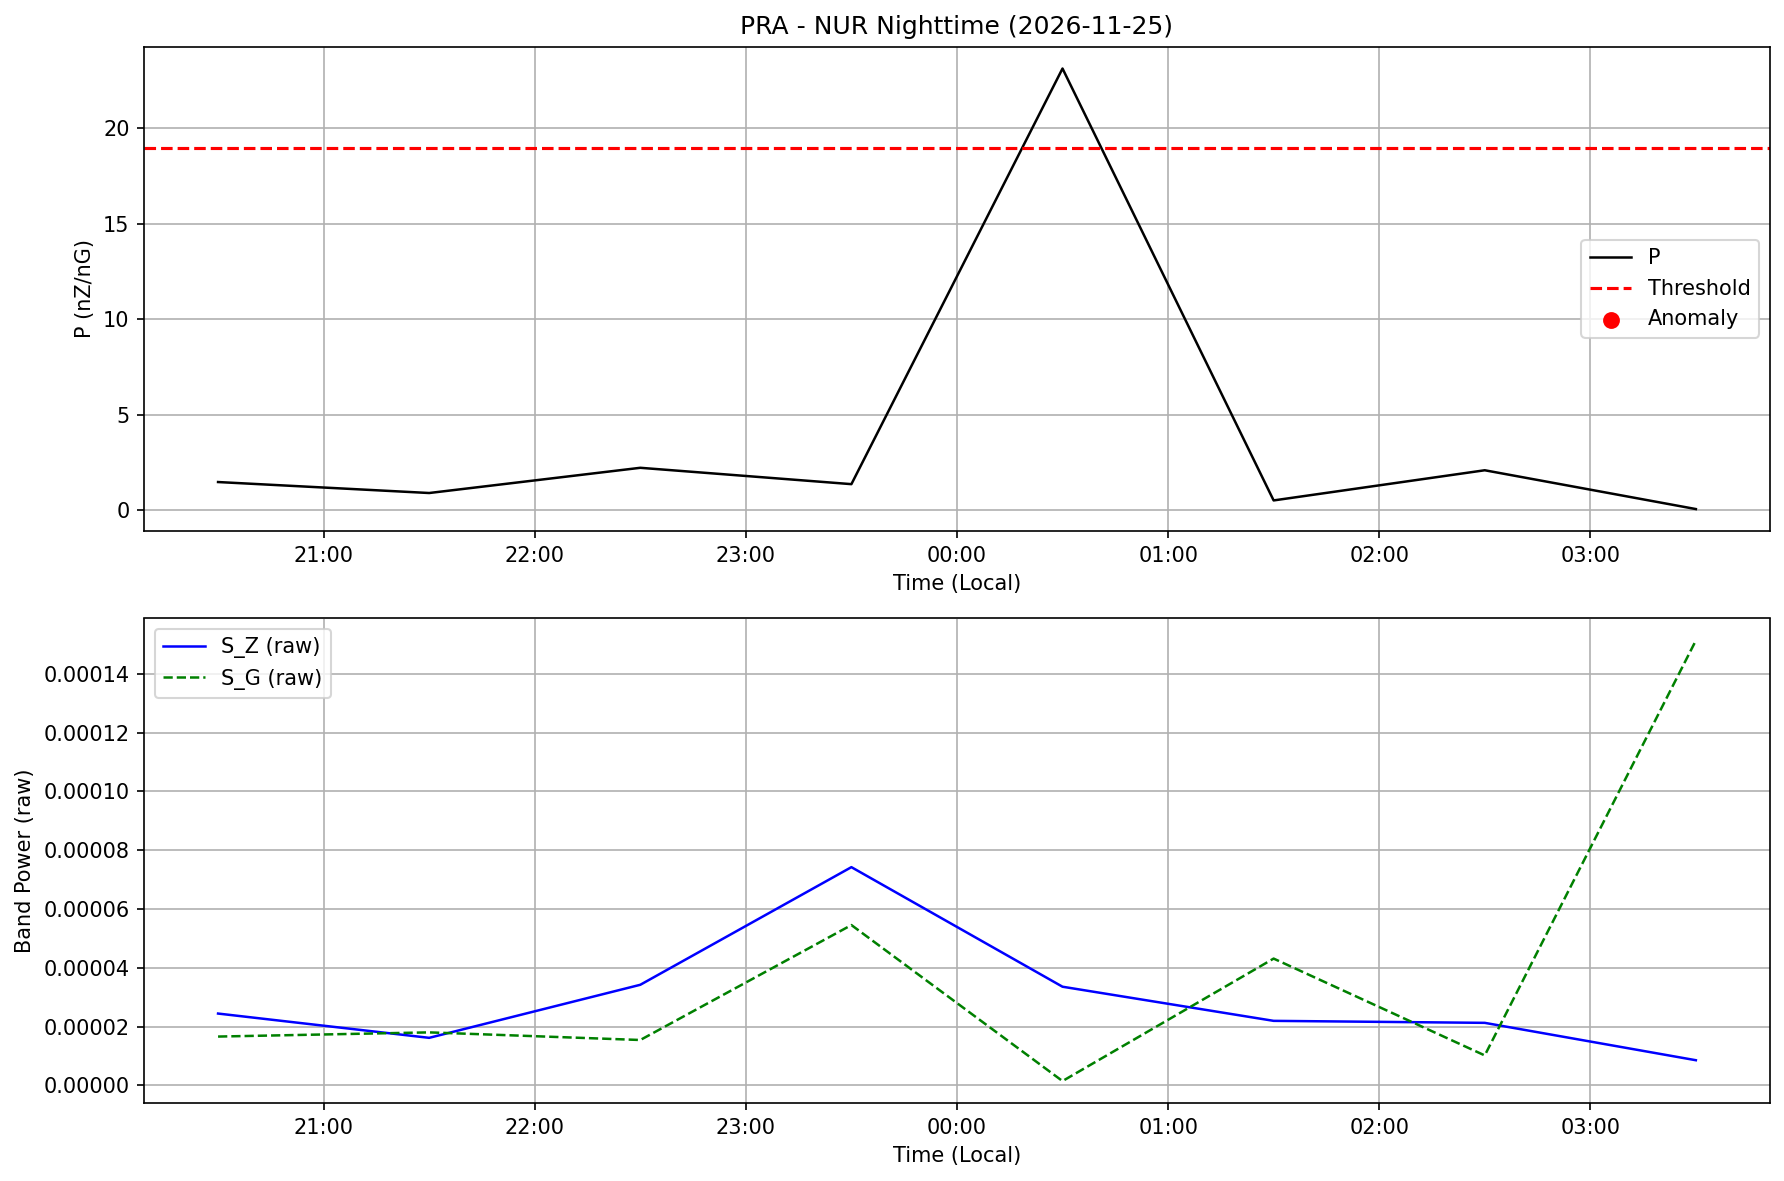 PRA - NUR Nighttime (2026-11-25)
P (nZ/nG)
20
15
10
5
0
P
Threshold
Anomaly
21:00 22:00 23:00 00:00 01:00 02:00 03:00
Time (Local)
Band Power (raw)
0.00014
0.00012
0.00010
0.00008
0.00006
0.00004
0.00002
0.00000
S_Z (raw)
S_G (raw)
21:00 22:00 23:00 00:00 01:00 02:00 03:00
Time (Local)